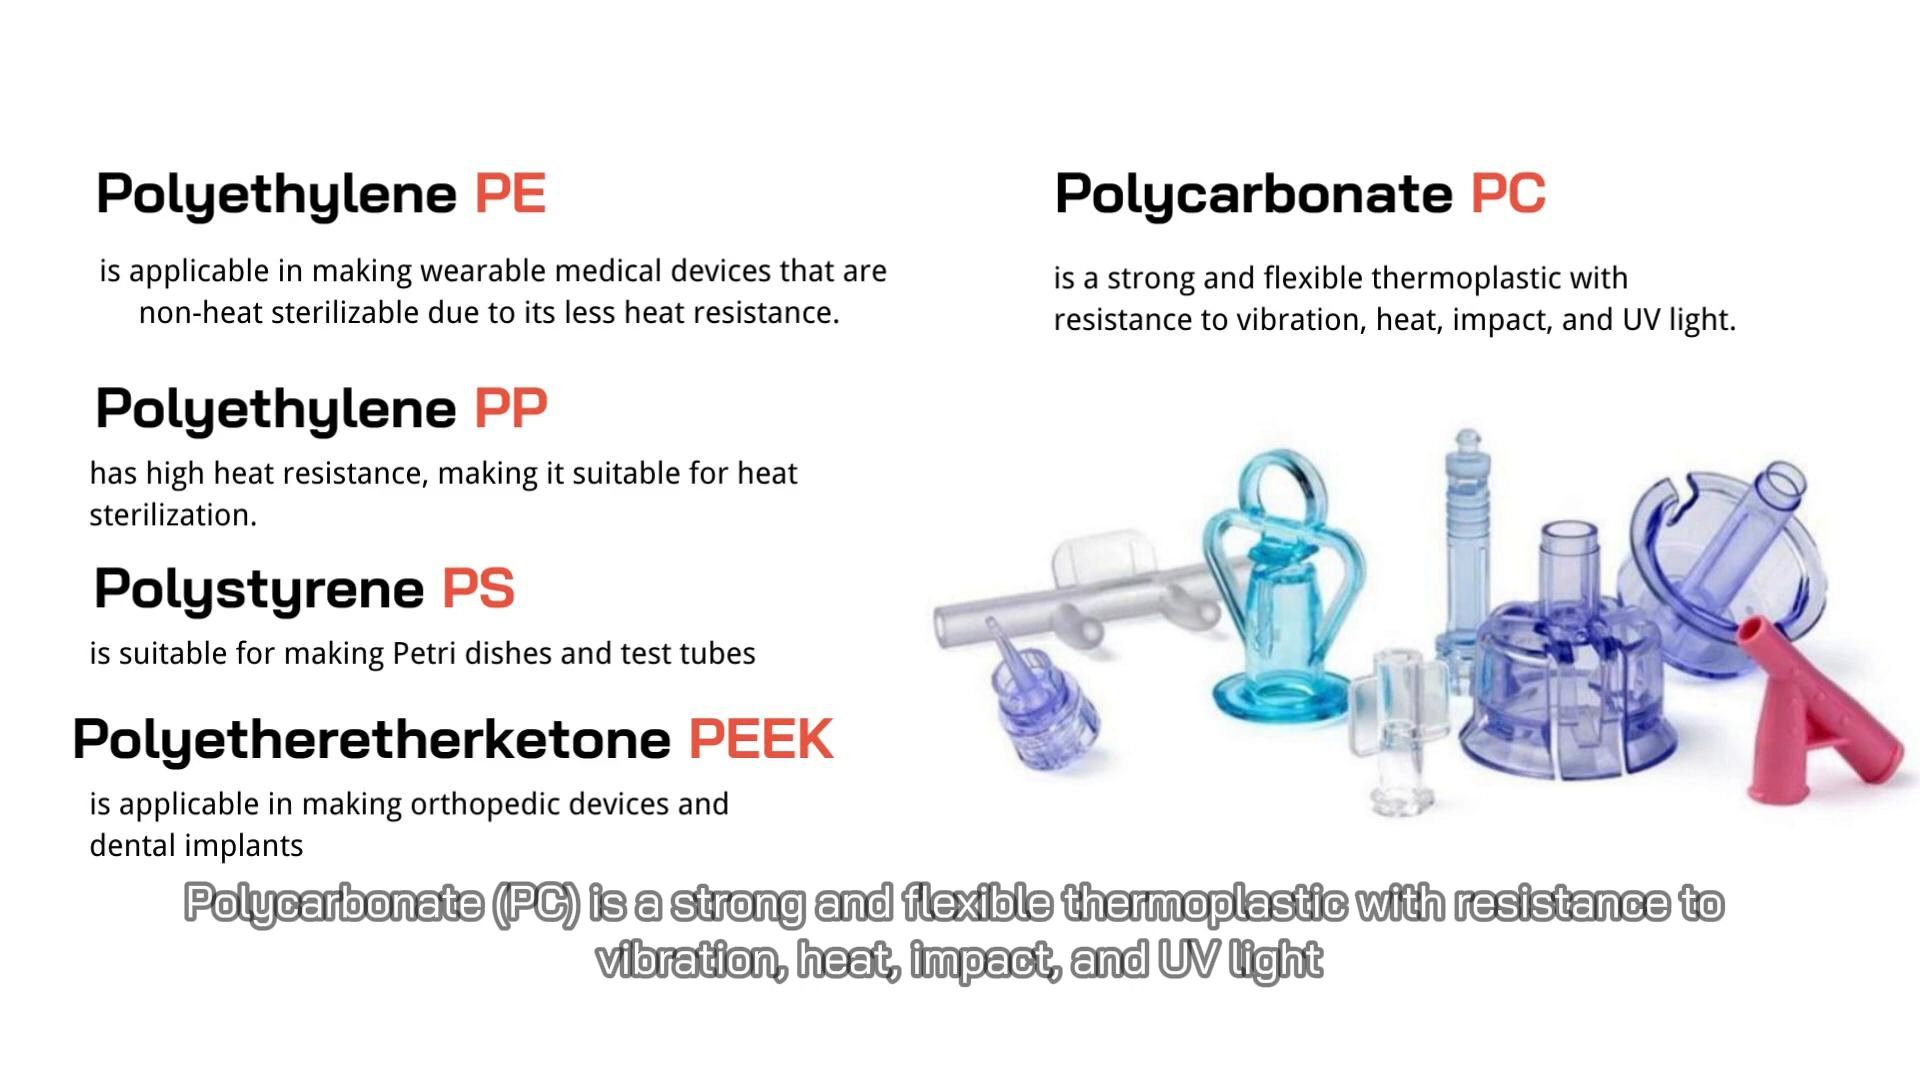 Polyethylene PE
is applicable in making wearable medical devices that are
non-heat sterilizable due to its less heat resistance.
Polyethylene PP
has high heat resistance, making it suitable for heat
sterilization.
Polystyrene PS
is suitable for making Petri dishes and test tubes
Polyetheretherketone PEEK
is applicable in making orthopedic devices and
dental implants
Polycarbonate PC
is a strong and flexible thermoplastic with
resistance to vibration, heat, impact, and UV light.
Polycarbonate (PC) is a strong and flexible thermoplastic with resistance to
vibration, heat, impact, and UV light